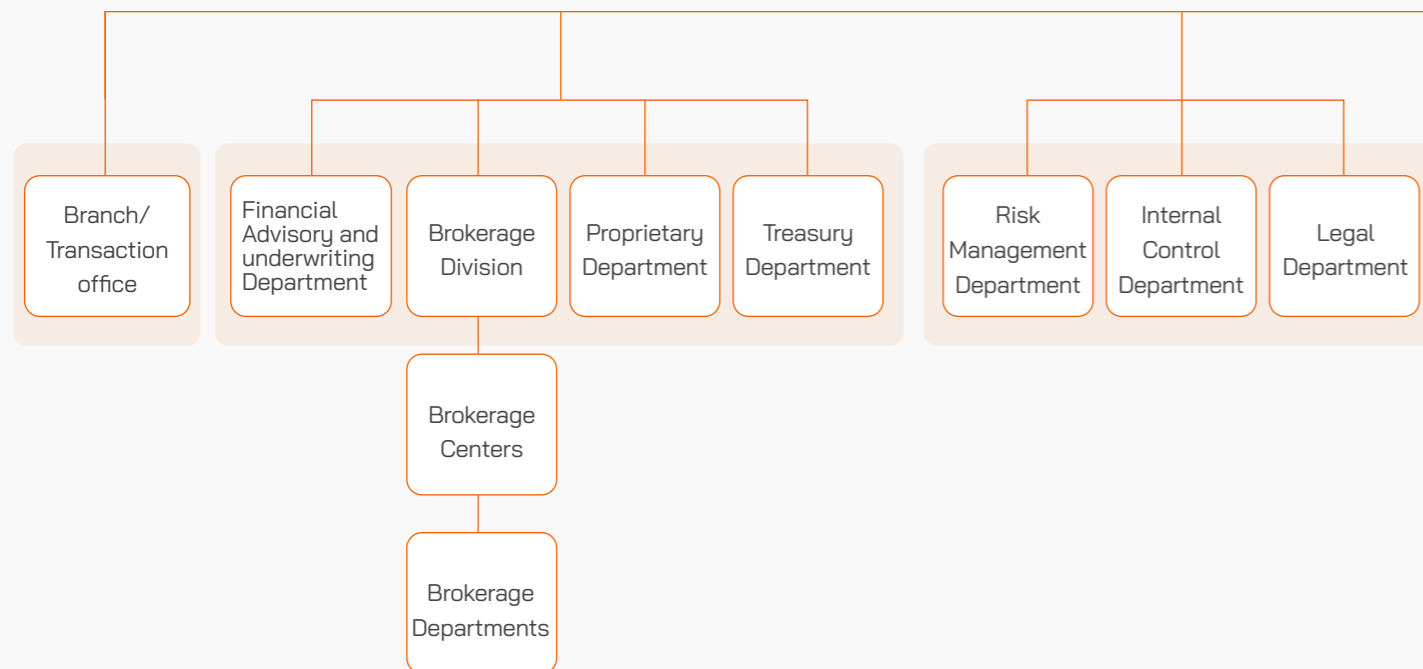 Branch/
Transaction
office
Financial
Advisory and
underwriting
Department
Brokerage
Division
Proprietary
Department
Treasury
Department
Risk
Management
Department
Internal
Control
Department
Legal
Department
Brokerage
Centers
Brokerage
Departments